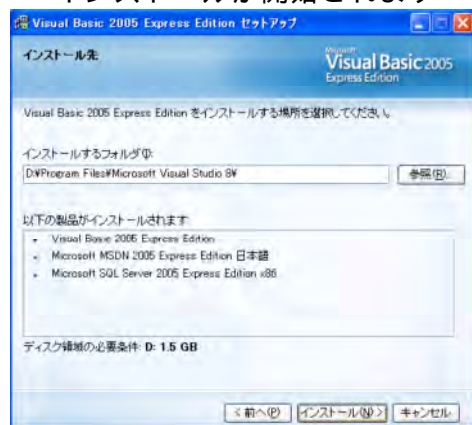 Visual Basic 2005 Express Edition セットアップ
インストール先
Microsoft
Visual Basic 2005
Express Edition
Visual Basic 2005 Express Edition をインストールする場所を選択してください。
インストールするフォルダ(I):
D:¥Program Files¥Microsoft Visual Studio 8¥
参照(R)...
以下の製品がインストールされます:
• Visual Basic 2005 Express Edition
• Microsoft MSDN 2005 Express Edition 日本語
• Microsoft SQL Server 2005 Express Edition x86
ディスク領域の必要条件: D: 1.5 GB
< 前へ(P)
インストール(N) >
キャンセル